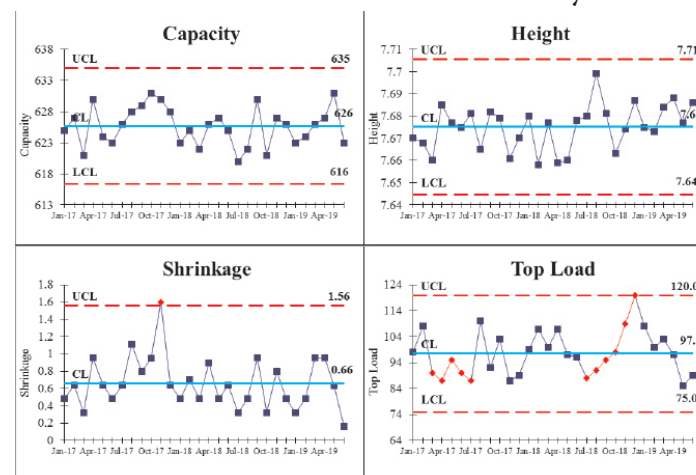 Capacity
638
633
628
623
618
613
Capacity
UCL
635
CL
626
LCL
616
Jan-17 Apr-17 Jul-17 Oct-17 Jan-18 Apr-18 Jul-18 Oct-18 Jan-19 Apr-19
Height
7.71
7.7
7.67
7.66
7.65
7.64
Height
UCL
7.71
CL
7.6
LCL
7.64
Jan-17 Apr-17 Jul-17 Oct-17 Jan-18 Apr-18 Jul-18 Oct-18 Jan-19 Apr-19
Shrinkage
1.8
1.6
1.4
1.2
1
0.8
0.6
0.4
0.2
0
Shrinkage
UCL
1.56
CL
0.66
Jan-17 Apr-17 Jul-17 Oct-17 Jan-18 Apr-18 Jul-18 Oct-18 Jan-19 Apr-19
Top Load
124
114
104
94
84
74
64
Top Load
UCL
120.0
CL
97.
LCL
75.0
Jan-17 Apr-17 Jul-17 Oct-17 Jan-18 Apr-18 Jul-18 Oct-18 Jan-19 Apr-19